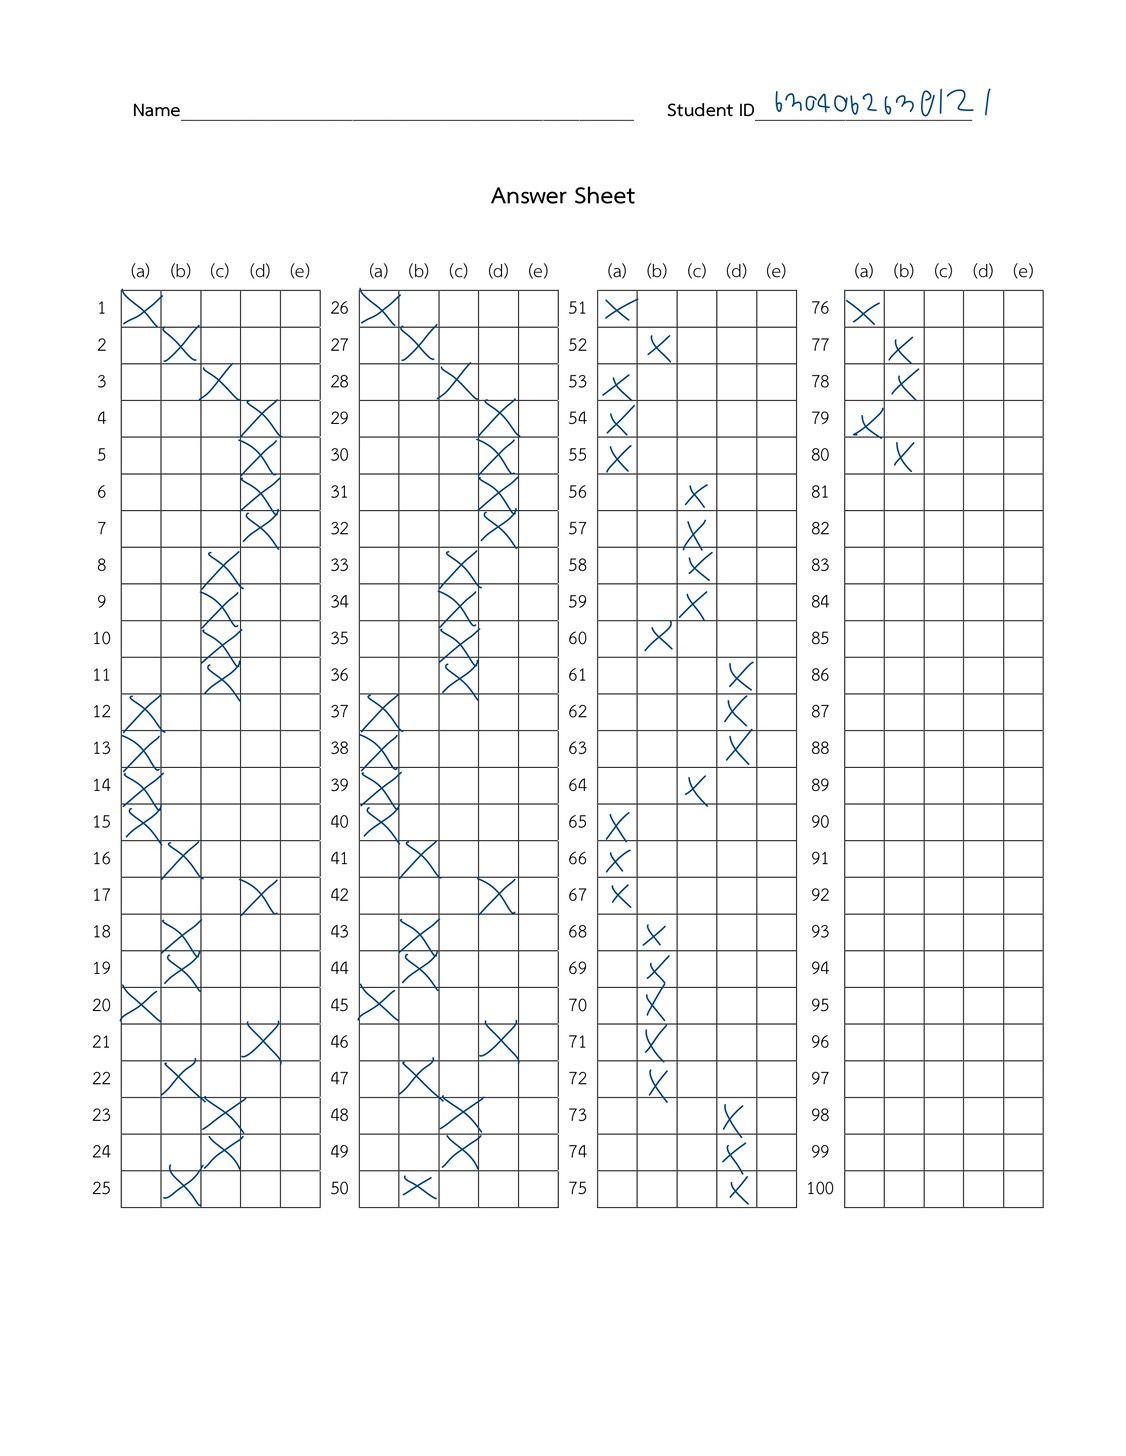 Name Student ID 6304062630121
Answer Sheet
(a) (b) (c) (d) (e) (a) (b) (c) (d) (e) (a) (b) (c) (d) (e) (a) (b) (c) (d) (e)
1 X 26 X 51 X 76 X
2 X 27 X 52 X 77 X
3 X 28 X 53 X 78 X
4 X 29 X 54 X 79 X
5 X 30 X 55 X 80 X
6 X 31 X 56 X 81
7 X 32 X 57 X 82
8 X 33 X 58 X 83
9 X 34 X 59 X 84
10 X 35 X 60 X 85
11 X 36 X 61 X 86
12 X 37 X 62 X 87
13 X 38 X 63 X 88
14 X 39 X 64 X 89
15 X 40 X 65 X 90
16 X 41 X 66 X 91
17 X 42 X 67 X 92
18 X 43 X 68 X 93
19 X 44 X 69 X 94
20 X 45 X 70 X 95
21 X 46 X 71 X 96
22 X 47 X 72 X 97
23 X 48 X 73 X 98
24 X 49 X 74 X 99
25 X 50 X 75 X 100